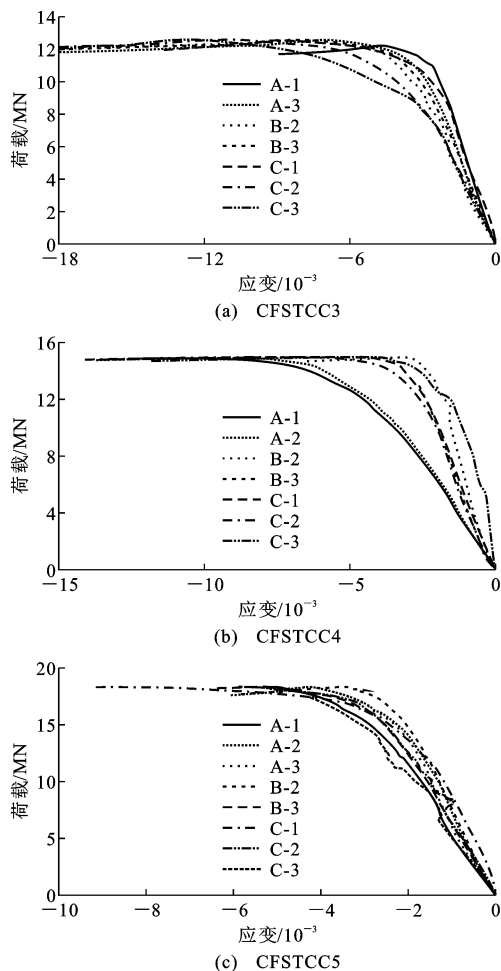 14
12
10
8
6
4
2
0
荷载/MN
A-1
A-3
B-2
B-3
C-1
C-2
C-3
−18
−12
−6
0
应变/10⁻³
(a) CFSTCC3
16
12
8
4
0
荷载/MN
A-1
A-2
B-2
B-3
C-1
C-2
C-3
−15
−10
−5
0
应变/10⁻³
(b) CFSTCC4
20
15
10
5
0
荷载/MN
A-1
A-2
A-3
B-2
B-3
C-1
C-2
C-3
−10
−8
−6
−4
−2
0
应变/10⁻³
(c) CFSTCC5